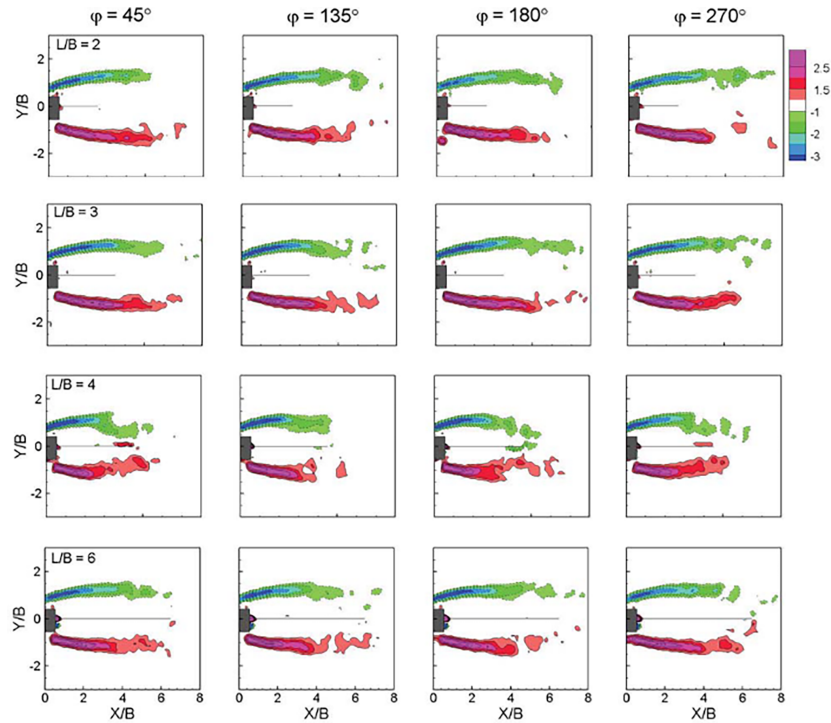 φ = 45° φ = 135° φ = 180° φ = 270°
L/B = 2
Y/B
2
0
-2
2.5
1.5
-1
-2
-3
L/B = 3
Y/B
2
0
-2
L/B = 4
Y/B
2
0
-2
L/B = 6
Y/B
2
0
-2
0 2 4 6 8 0 2 4 6 8 0 2 4 6 8 0 2 4 6 8
X/B X/B X/B X/B